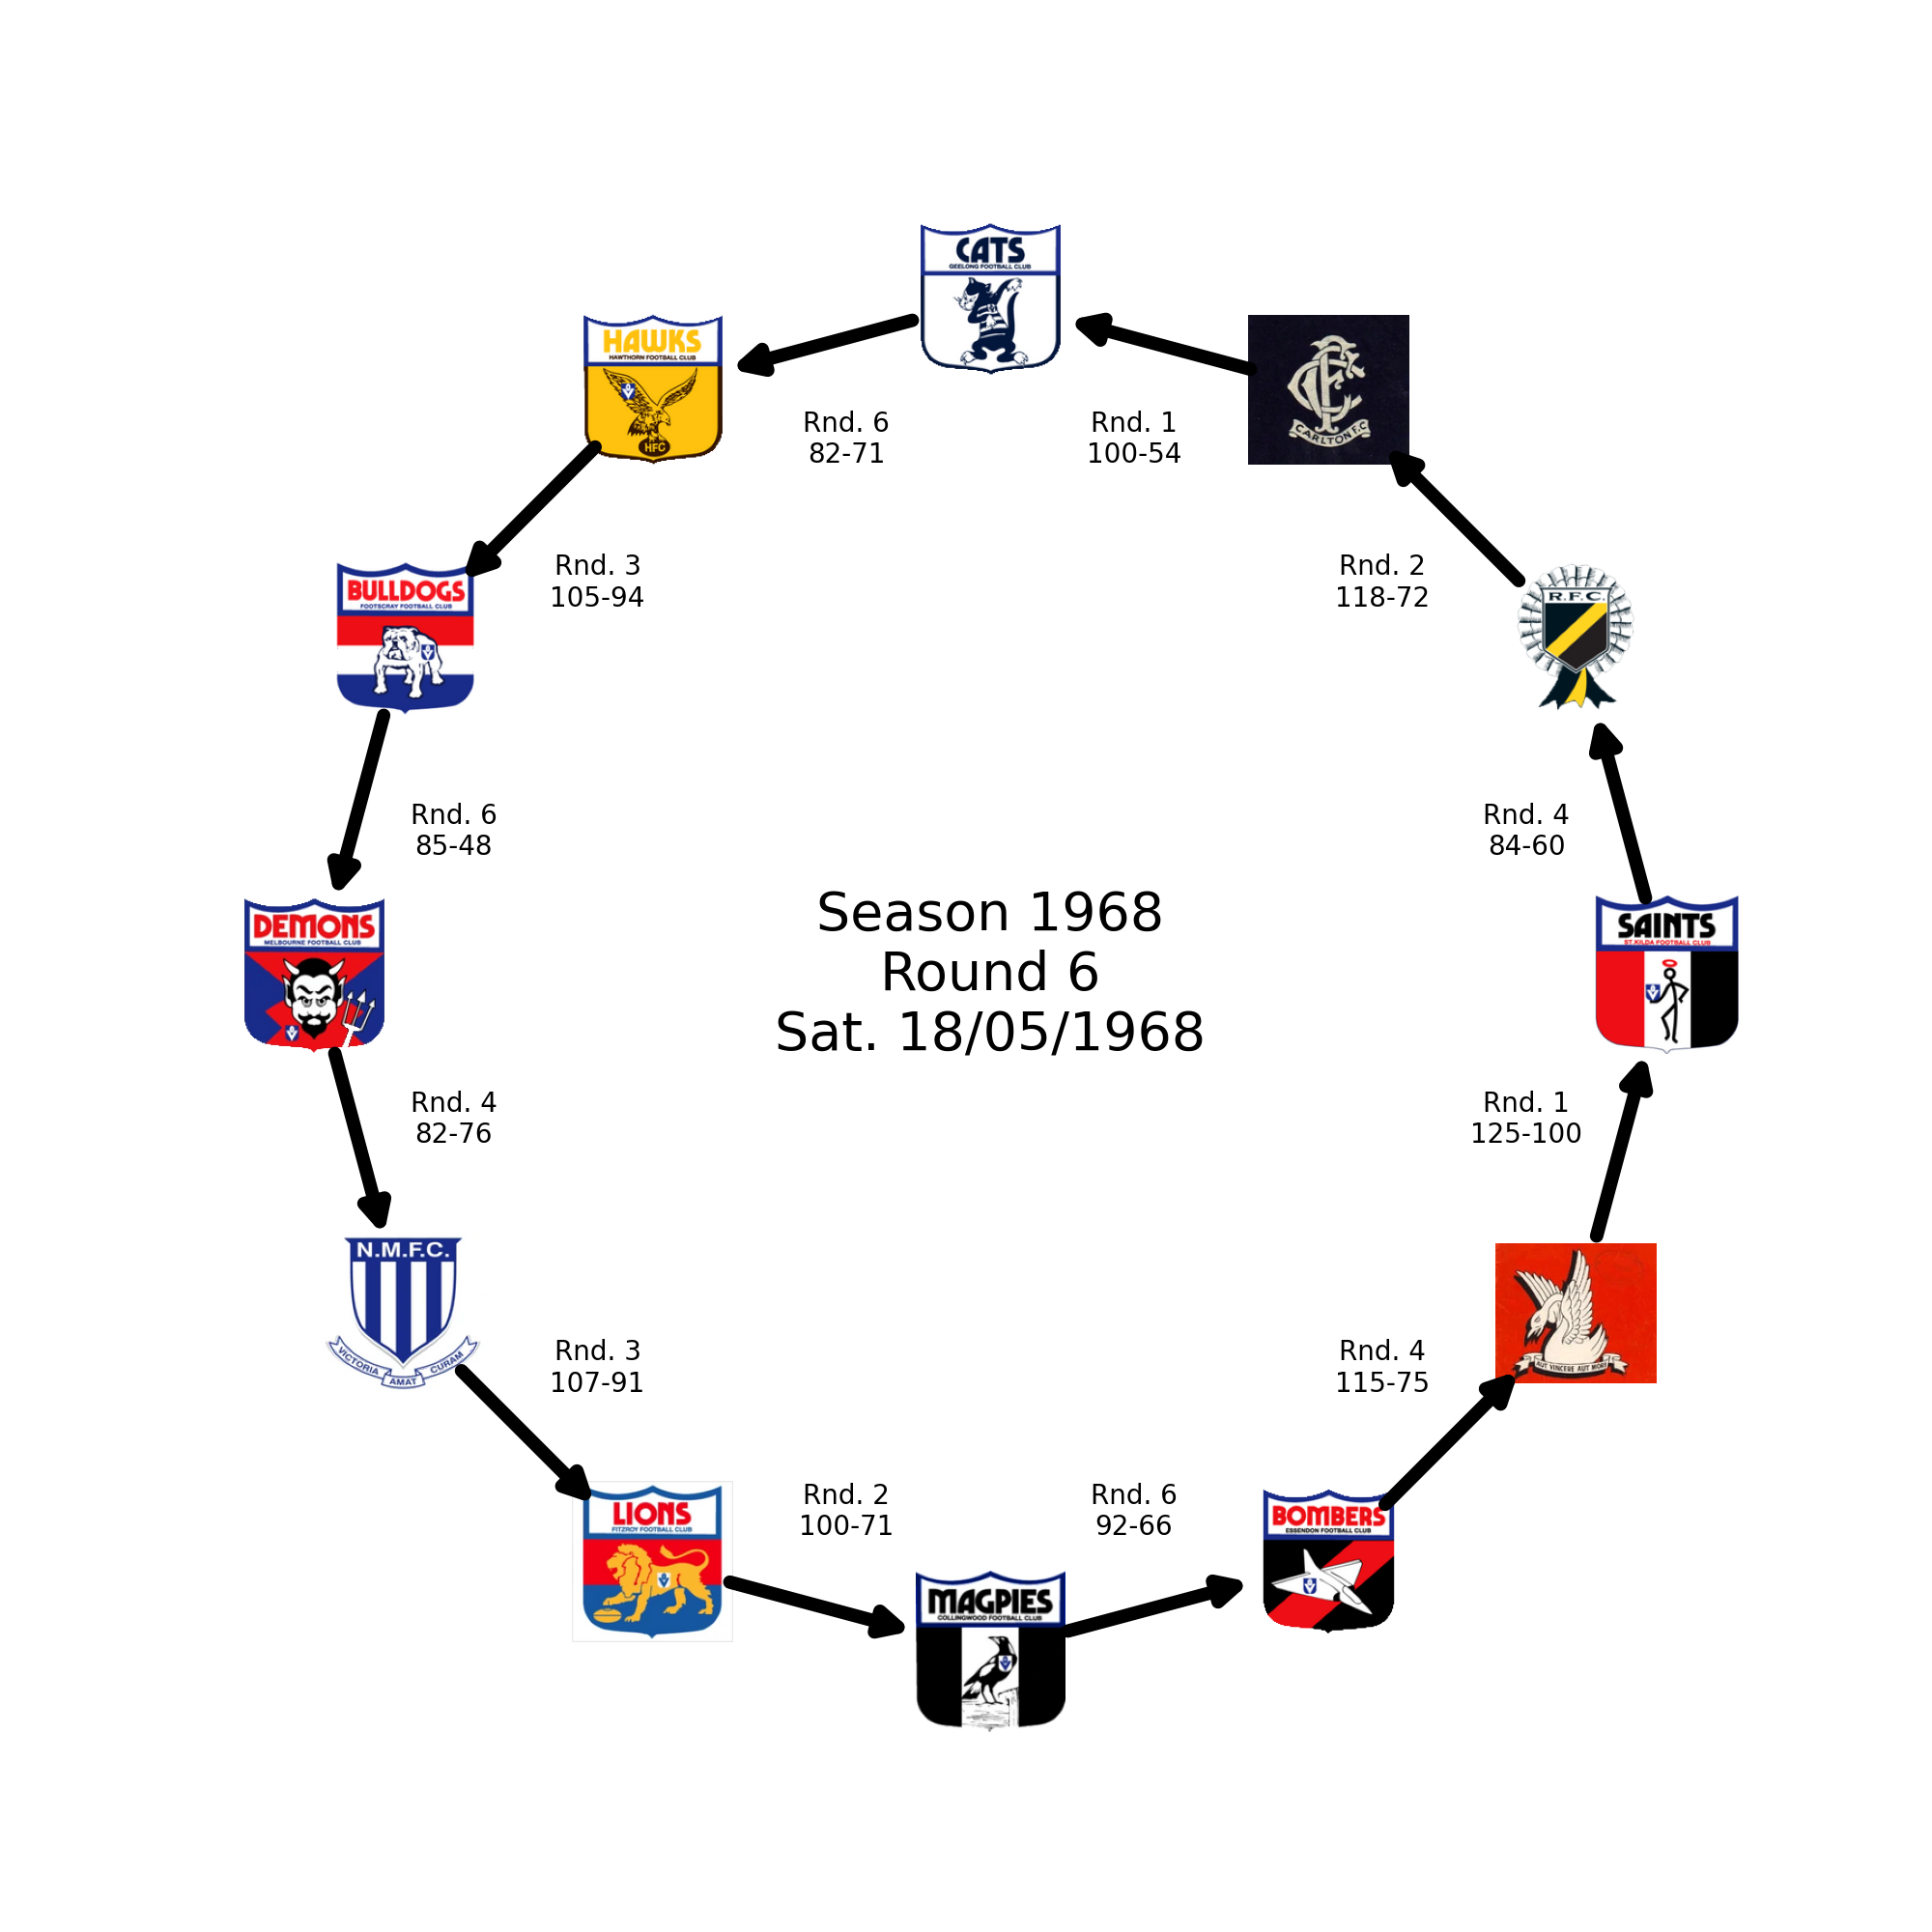 CATS
GEELONG FOOTBALL CLUB
HAWKS
HAWTHORN FOOTBALL CLUB
HFC
CARLTON F.C
Rnd. 6
82-71
Rnd. 1
100-54
BULLDOGS
FOOTSCRAY FOOTBALL CLUB
Rnd. 3
105-94
Rnd. 2
118-72
R.F.C.
Rnd. 6
85-48
Rnd. 4
84-60
DEMONS
MELBOURNE FOOTBALL CLUB
Season 1968
Round 6
Sat. 18/05/1968
SAINTS
ST.KILDA FOOTBALL CLUB
Rnd. 4
82-76
Rnd. 1
125-100
N.M.F.C.
VICTORIA AMAT CURAM
Rnd. 3
107-91
Rnd. 4
115-75
AUT VINCERE AUT MORI
LIONS
FITZROY FOOTBALL CLUB
Rnd. 2
100-71
Rnd. 6
92-66
BOMBERS
ESSENDON FOOTBALL CLUB
MAGPIES
COLLINGWOOD FOOTBALL CLUB